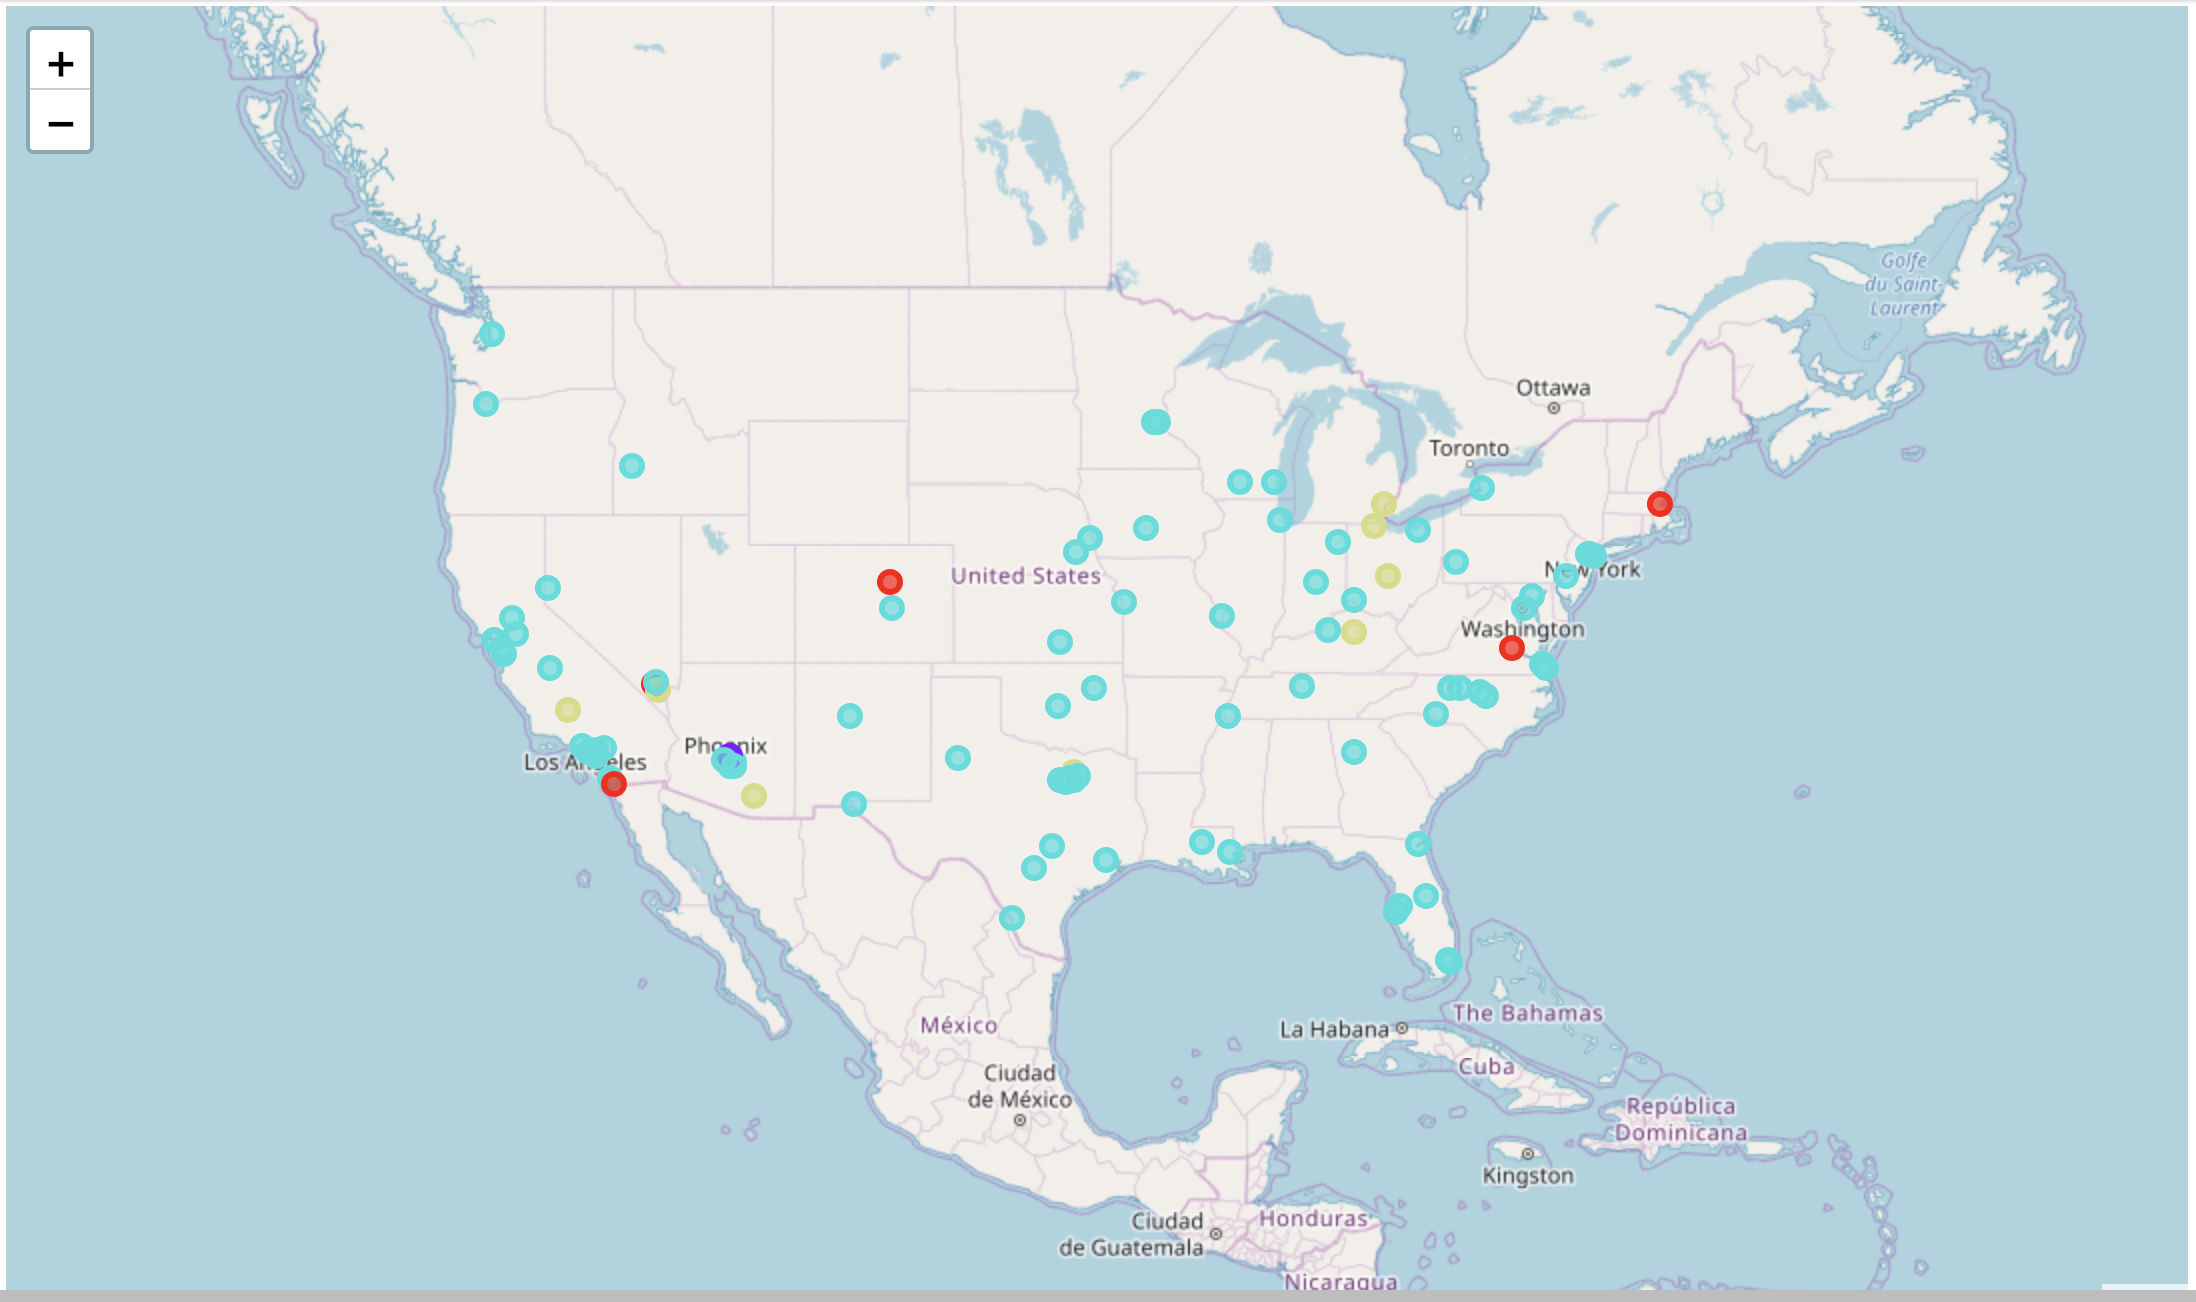 +
−
Golfe
du Saint-
Laurent
Ottawa
Toronto
United States
New York
Washington
Phoenix
Los Angeles
The Bahamas
México
La Habana
Cuba
Ciudad
de México
República
Dominicana
Kingston
Ciudad
de Guatemala
Honduras
Nicaragua